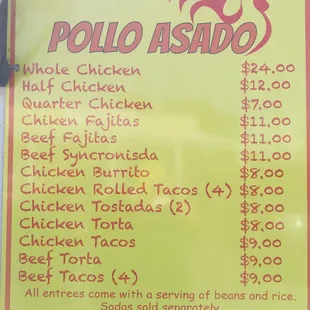 POLLO ASADO
Whole Chicken $24.00
Half Chicken $12.00
Quarter Chicken $7.00
Chiken Fajitas $11.00
Beef Fajitas $11.00
Beef Syncronisda $11.00
Chicken Burrito $8.00
Chicken Rolled Tacos (4) $8.00
Chicken Tostadas (2) $8.00
Chicken Torta $8.00
Chicken Tacos $9.00
Beef Torta $9.00
Beef Tacos (4) $9.00
All entrees come with a serving of beans and rice.
Sodas sold separately